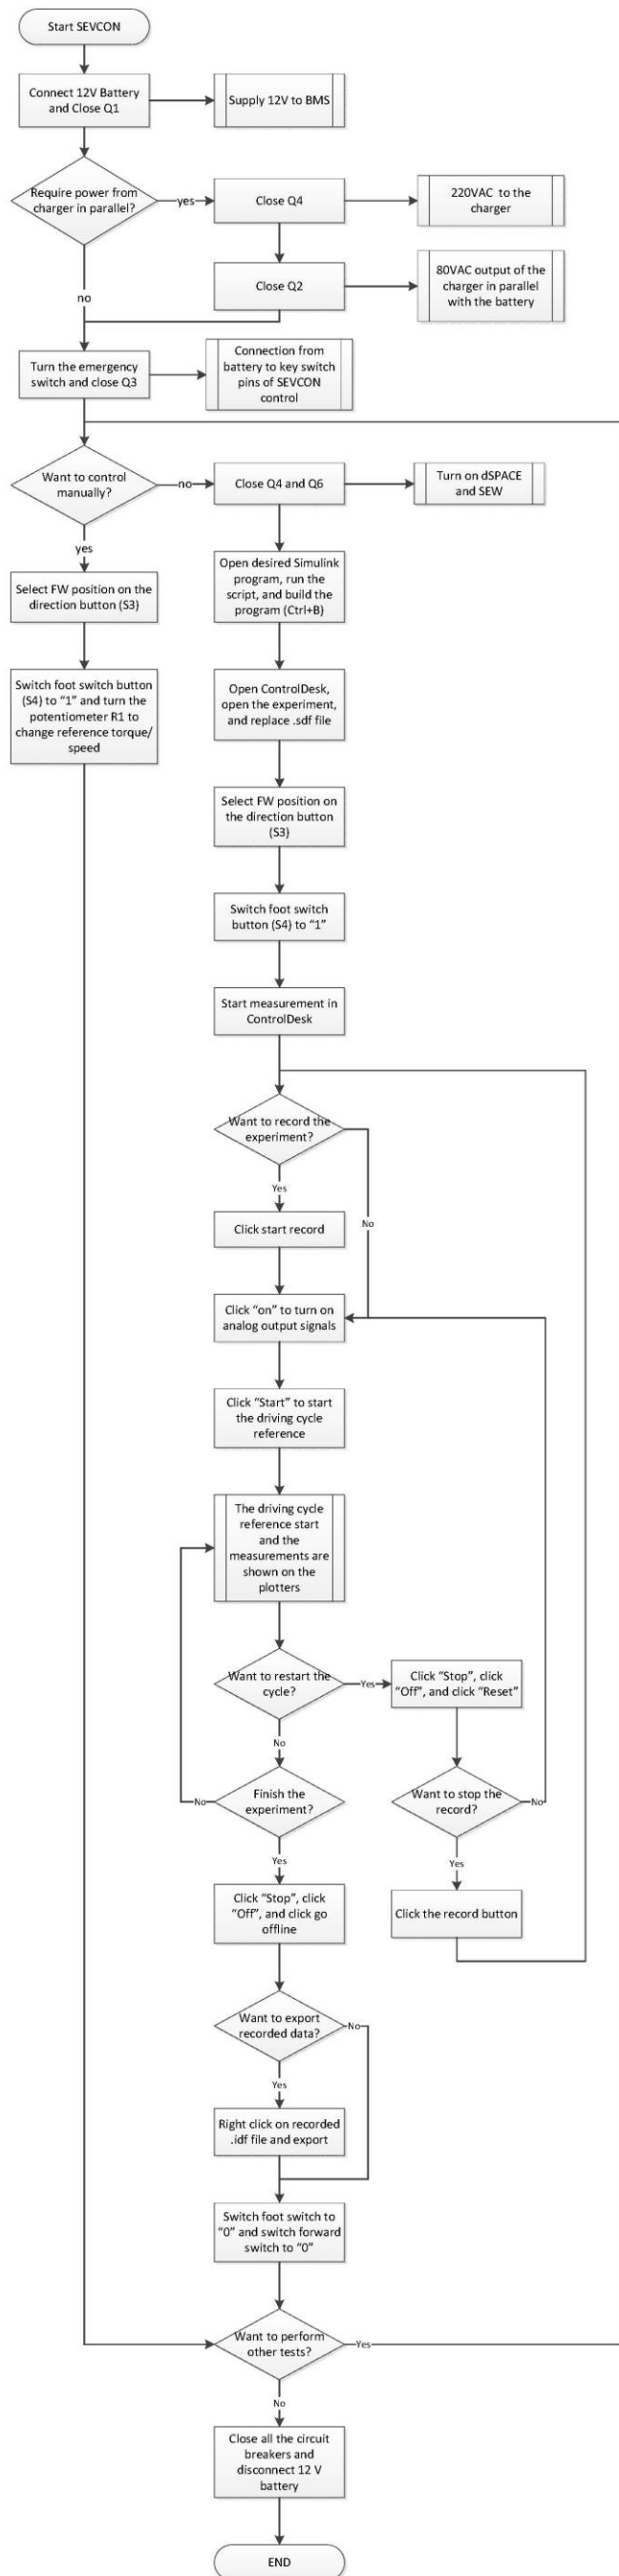 Start SEVCON
Connect 12V Battery
and Close Q1
Supply 12V to BMS
Require power from
charger in parallel?
yes
Close Q4
220VAC to the
charger
no
Close Q2
80VAC output of the
charger in parallel
with the battery
Turn the emergency
switch and close Q3
Connection from
battery to key switch
pins of SEVCON
control
Want to control
manually?
no
Close Q4 and Q6
Turn on dSPACE
and SEW
yes
Select FW position on the
direction button (S3)
Switch foot switch button
(S4) to “1” and turn the
potentiometer R1 to
change reference torque/
speed
Open desired Simulink
program, run the
script, and build the
program (Ctrl+B)
Open ControlDesk,
open the experiment,
and replace .sdf file
Select FW position on
the direction button
(S3)
Switch foot switch
button (S4) to “1”
Start measurement in
ControlDesk
Want to record the
experiment?
Yes
No
Click start record
Click “on” to turn on
analog output signals
Click “Start” to start
the driving cycle
reference
The driving cycle
reference start
and the
measurements are
shown on the
plotters
Want to restart the
cycle?
Yes
Click “Stop”, click
“Off”, and click “Reset”
No
Finish the
experiment?
No
Want to stop the
record?
No
Yes
Yes
Click “Stop”, click
“Off”, and click go
offline
Click the record button
Want to export
recorded data?
No
Yes
Right click on recorded
.idf file and export
Switch foot switch to
“0” and switch forward
switch to “0”
Want to perform
other tests?
Yes
No
Close all the circuit
breakers and
disconnect 12 V
battery
END